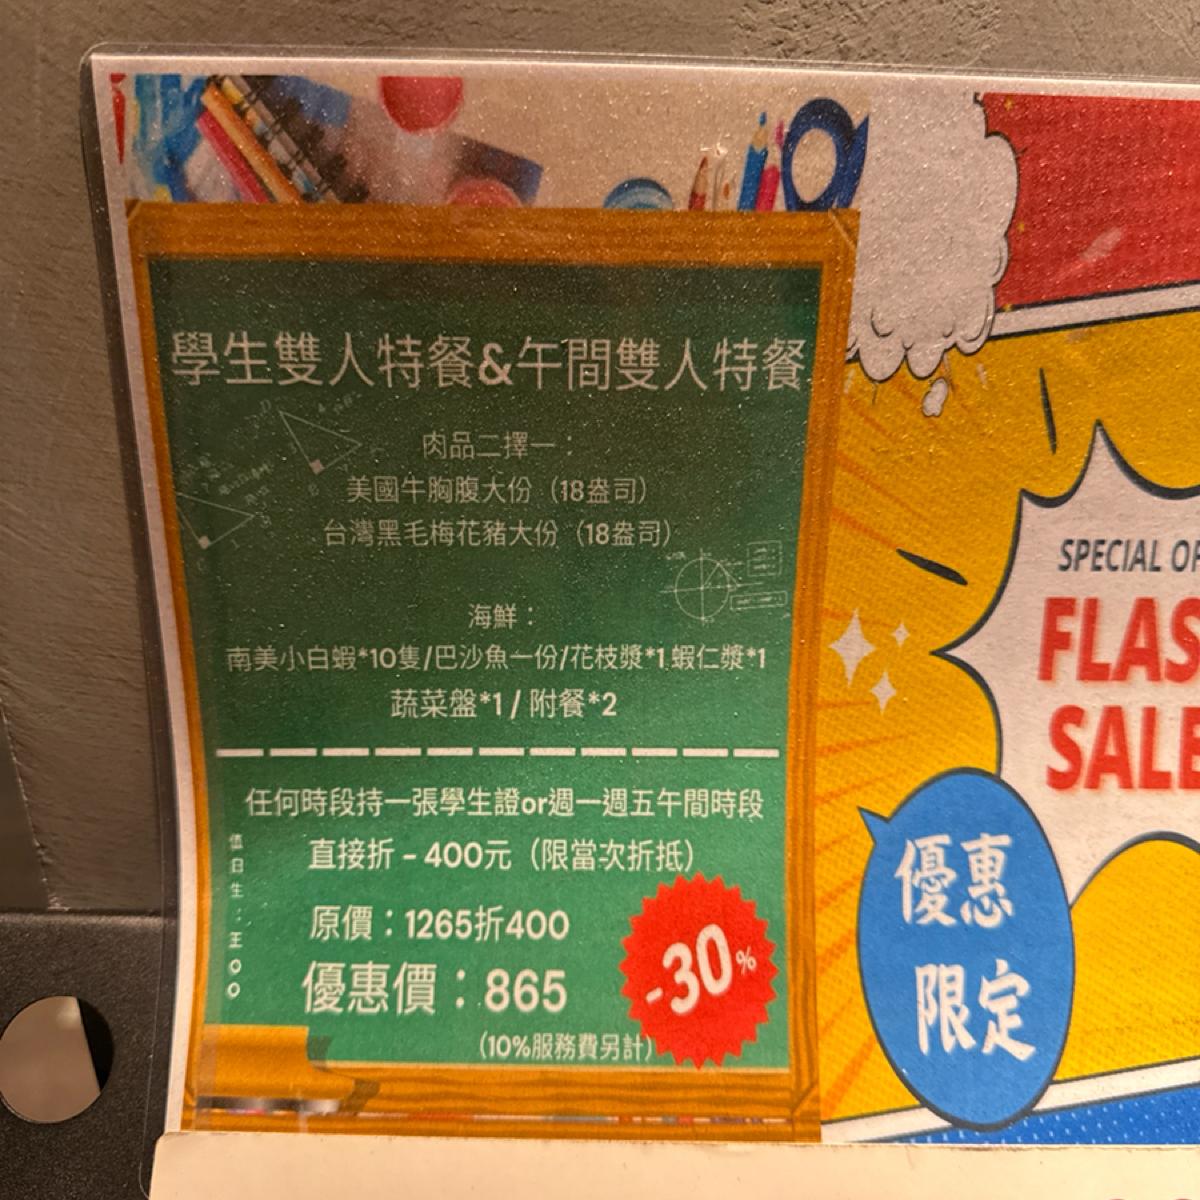 學生雙人特餐&午間雙人特餐
肉品二擇一：
美國牛胸腹大份（18盎司）
台灣黑毛梅花豬大份（18盎司）
海鮮：
南美小白蝦*10隻/巴沙魚一份/花枝漿*1 蝦仁漿*1
蔬菜盤*1 / 附餐*2
任何時段持一張學生證or週一週五午間時段
直接折 - 400元（限當次折抵）
原價：1265折400
優惠價：865
（10%服務費另計）
-30%
值日生：王〇〇
SPECIAL OF
FLAS
SALE
優惠
限定